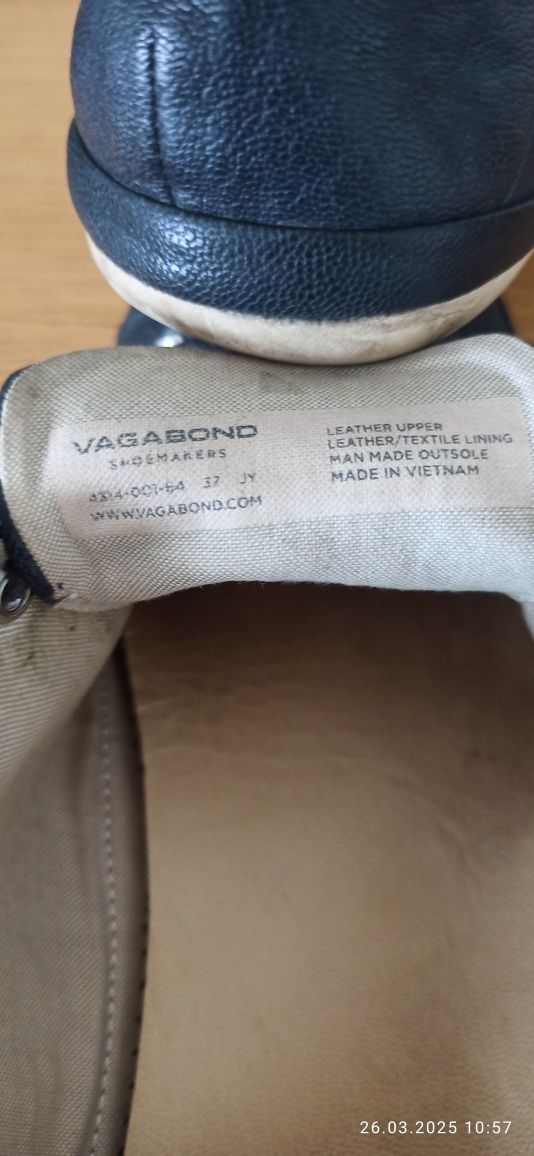 VAGABOND
SHOEMAKERS
4314-001-64 37 JY
WWW.VAGABOND.COM
LEATHER UPPER
LEATHER/TEXTILE LINING
MAN MADE OUTSOLE
MADE IN VIETNAM
26.03.2025 10:57